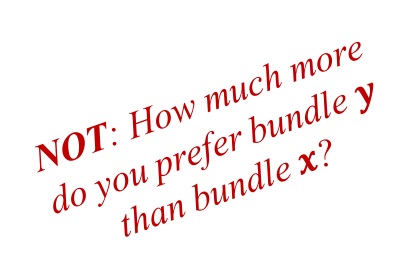 NOT: How much more
do you prefer bundle y
than bundle x?